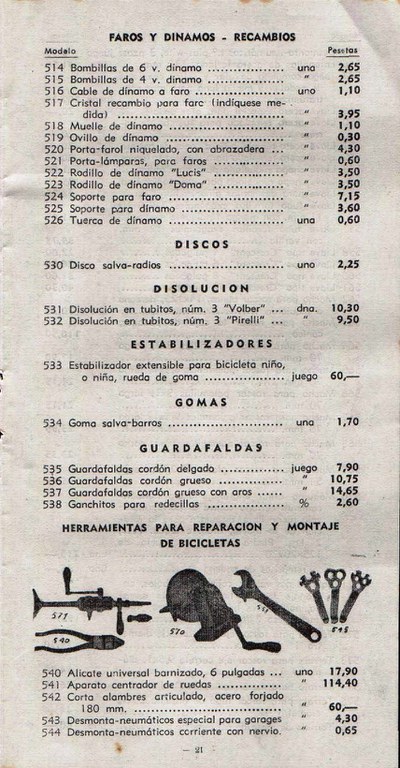 FAROS Y DINAMOS - RECAMBIOS
Modelo Pesetas
514 Bombillas de 6 v. dínamo .................. una 2,65
515 Bombillas de 4 v. dínamo .................. " 2,65
516 Cable de dínamo a faro .................. uno 1,10
517 Cristal recambio para faro (indíquese me-
dida) .................. " 3,95
518 Muelle de dínamo .................. " 1,10
519 Ovillo de dínamo .................. " 0,30
520 Porta-farol niquelado, con abrazadera ... " 4,30
521 Porta-lámparas, para faros .................. " 0,60
522 Rodillo de dínamo "Lucis" .................. " 3,50
523 Rodillo de dínamo "Doma" .................. " 3,50
524 Soporte para faro .................. " 7,15
525 Soporte para dínamo .................. " 3,60
526 Tuerca de dínamo .................. una 0,60
DISCOS
530 Disco salva-radios .................. uno 2,25
DISOLUCION
531 Disolución en tubitos, núm. 3 "Volber" ... dna. 10,30
532 Disolución en tubitos, núm. 3 "Pirelli" ... " 9,50
ESTABILIZADORES
533 Estabilizador extensible para bicicleta niño,
o niña, rueda de goma .................. juego 60,—
GOMAS
534 Goma salva-barros .................. una 1,70
GUARDAFALDAS
535 Guardafaldas cordón delgado ............ juego 7,90
536 Guardafaldas cordón grueso ............ " 10,75
537 Guardafaldas cordón grueso con aros ...... " 14,65
538 Ganchitos para redecillas .................. % 2,60
HERRAMIENTAS PARA REPARACION Y MONTAJE
DE BICICLETAS
571
540
570
545
540 Alicate universal barnizado, 6 pulgadas ... uno 17,90
541 Aparato centrador de ruedas ............... " 114,40
542 Corta alambres articulado, acero forjado
180 mm. .................. " 60,—
543 Desmonta-neumáticos especial para garages " 4,30
544 Desmonta-neumáticos corriente con nervio. " 0,65
— 21 —